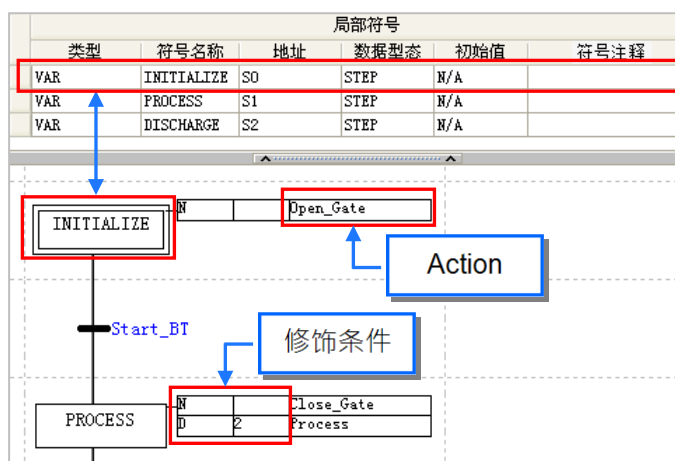 局部符号
类型 符号名称 地址 数据型态 初始值 符号注释
VAR INITIALIZE S0 STEP N/A
VAR PROCESS S1 STEP N/A
VAR DISCHARGE S2 STEP N/A
INITIALIZE N Open_Gate
Action
Start_BT
修饰条件
N Close_Gate
PROCESS D 2 Process